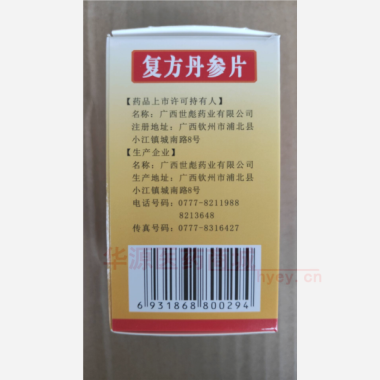 复方丹参片
【药品上市许可持有人】
名称：广西世彪药业有限公司
注册地址：广西钦州市浦北县
小江镇城南路8号
【生产企业】
名称：广西世彪药业有限公司
生产地址：广西钦州市浦北县
小江镇城南路8号
电话号码：0777-8211988
8213648
传真号码：0777-8316427
6 931868 800294